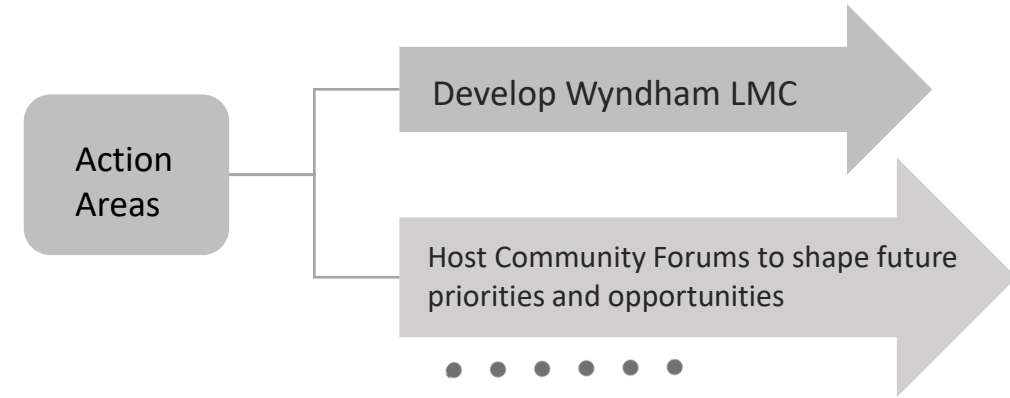 Action
Areas
Develop Wyndham LMC
Host Community Forums to shape future
priorities and opportunities